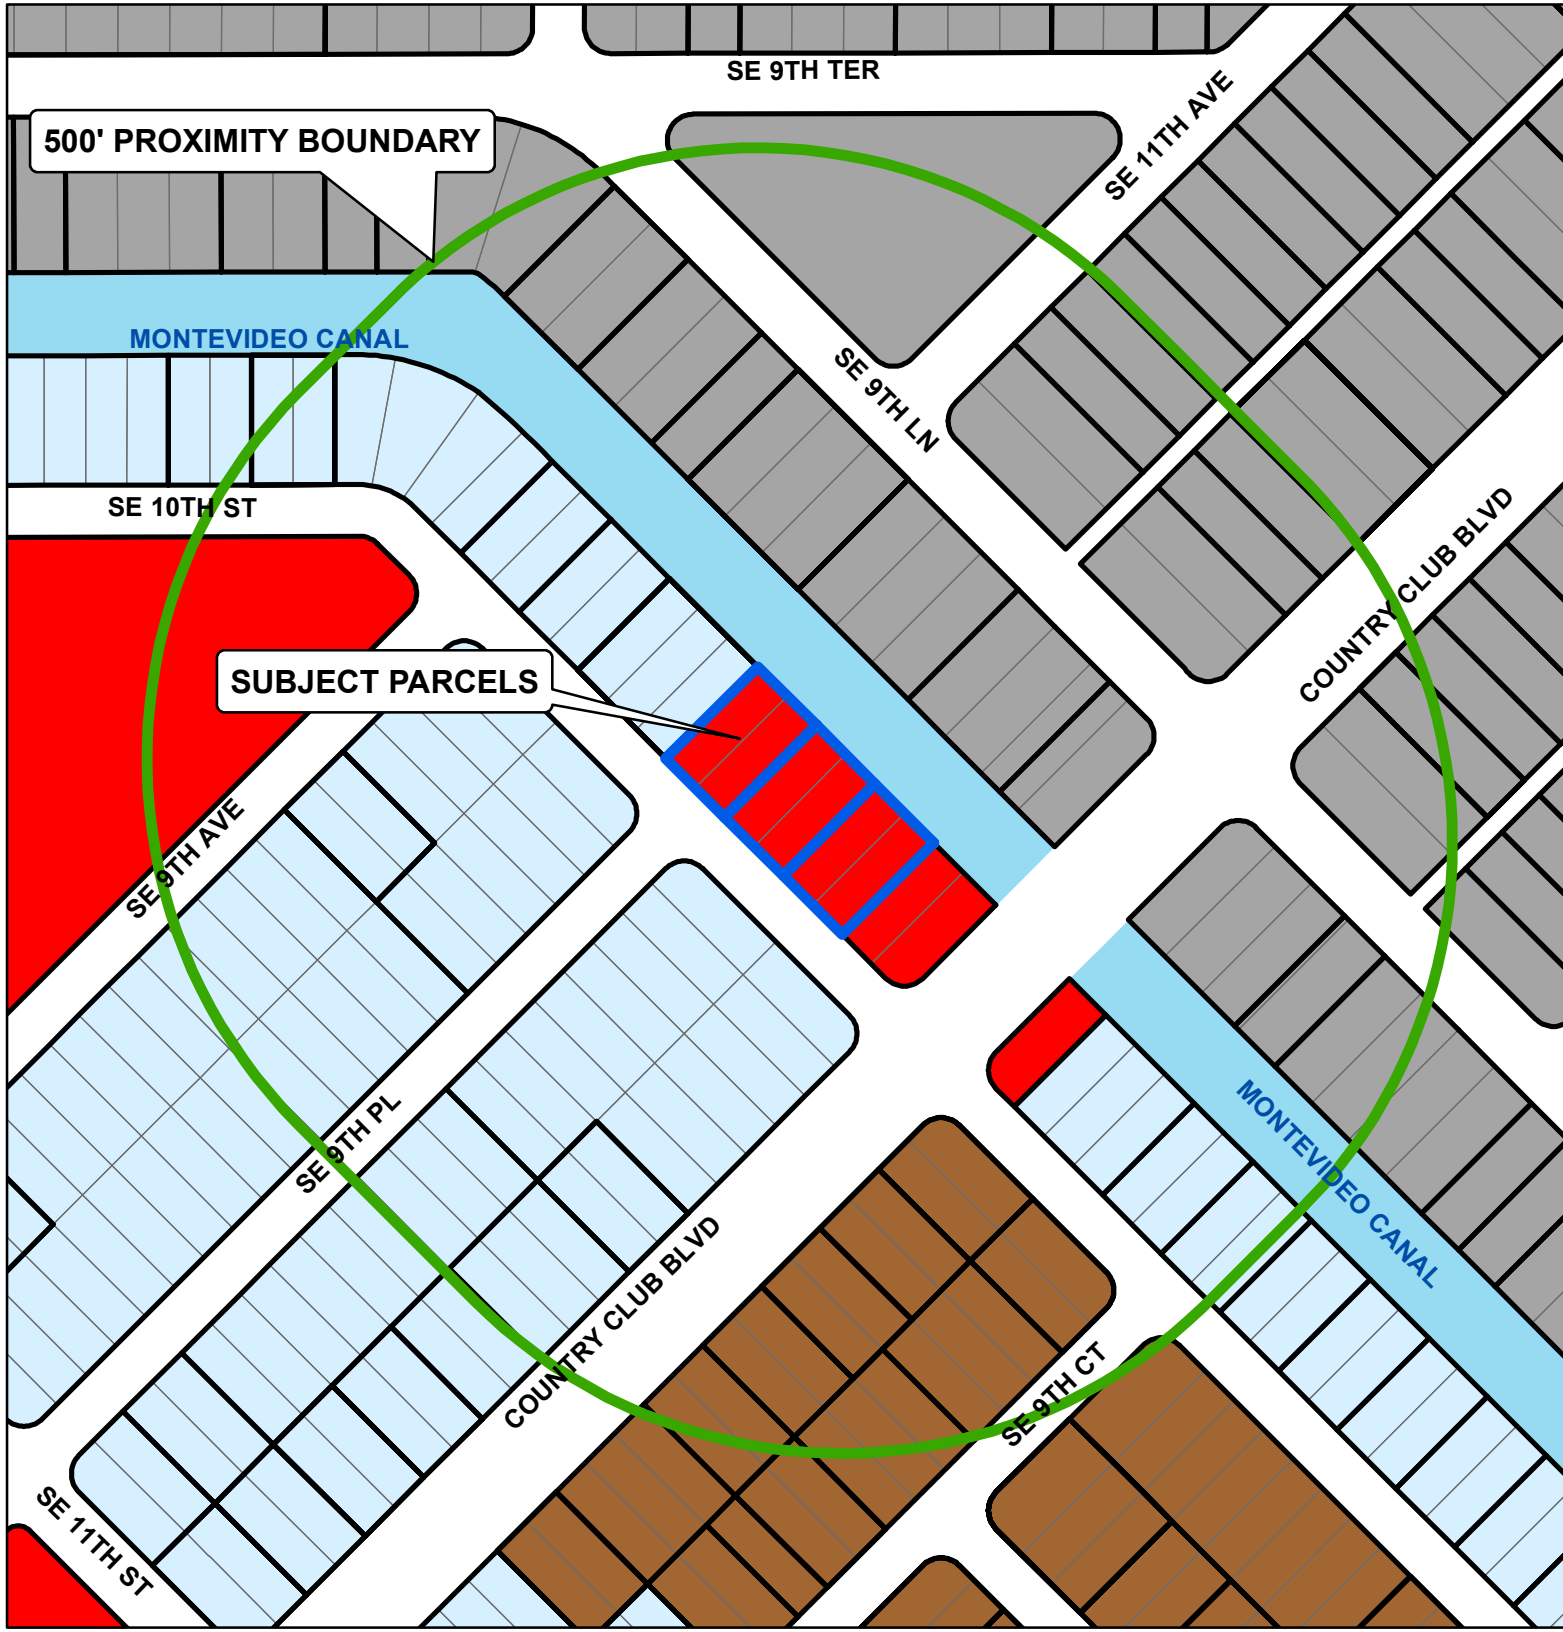 SE 9TH TER
SE 11TH AVE
500' PROXIMITY BOUNDARY
MONTEVIDEO CANAL
SE 9TH LN
SE 10TH ST
COUNTRY CLUB BLVD
SUBJECT PARCELS
SE 9TH AVE
SE 9TH PL
MONTEVIDEO CANAL
COUNTRY CLUB BLVD
SE 9TH CT
SE 11TH ST